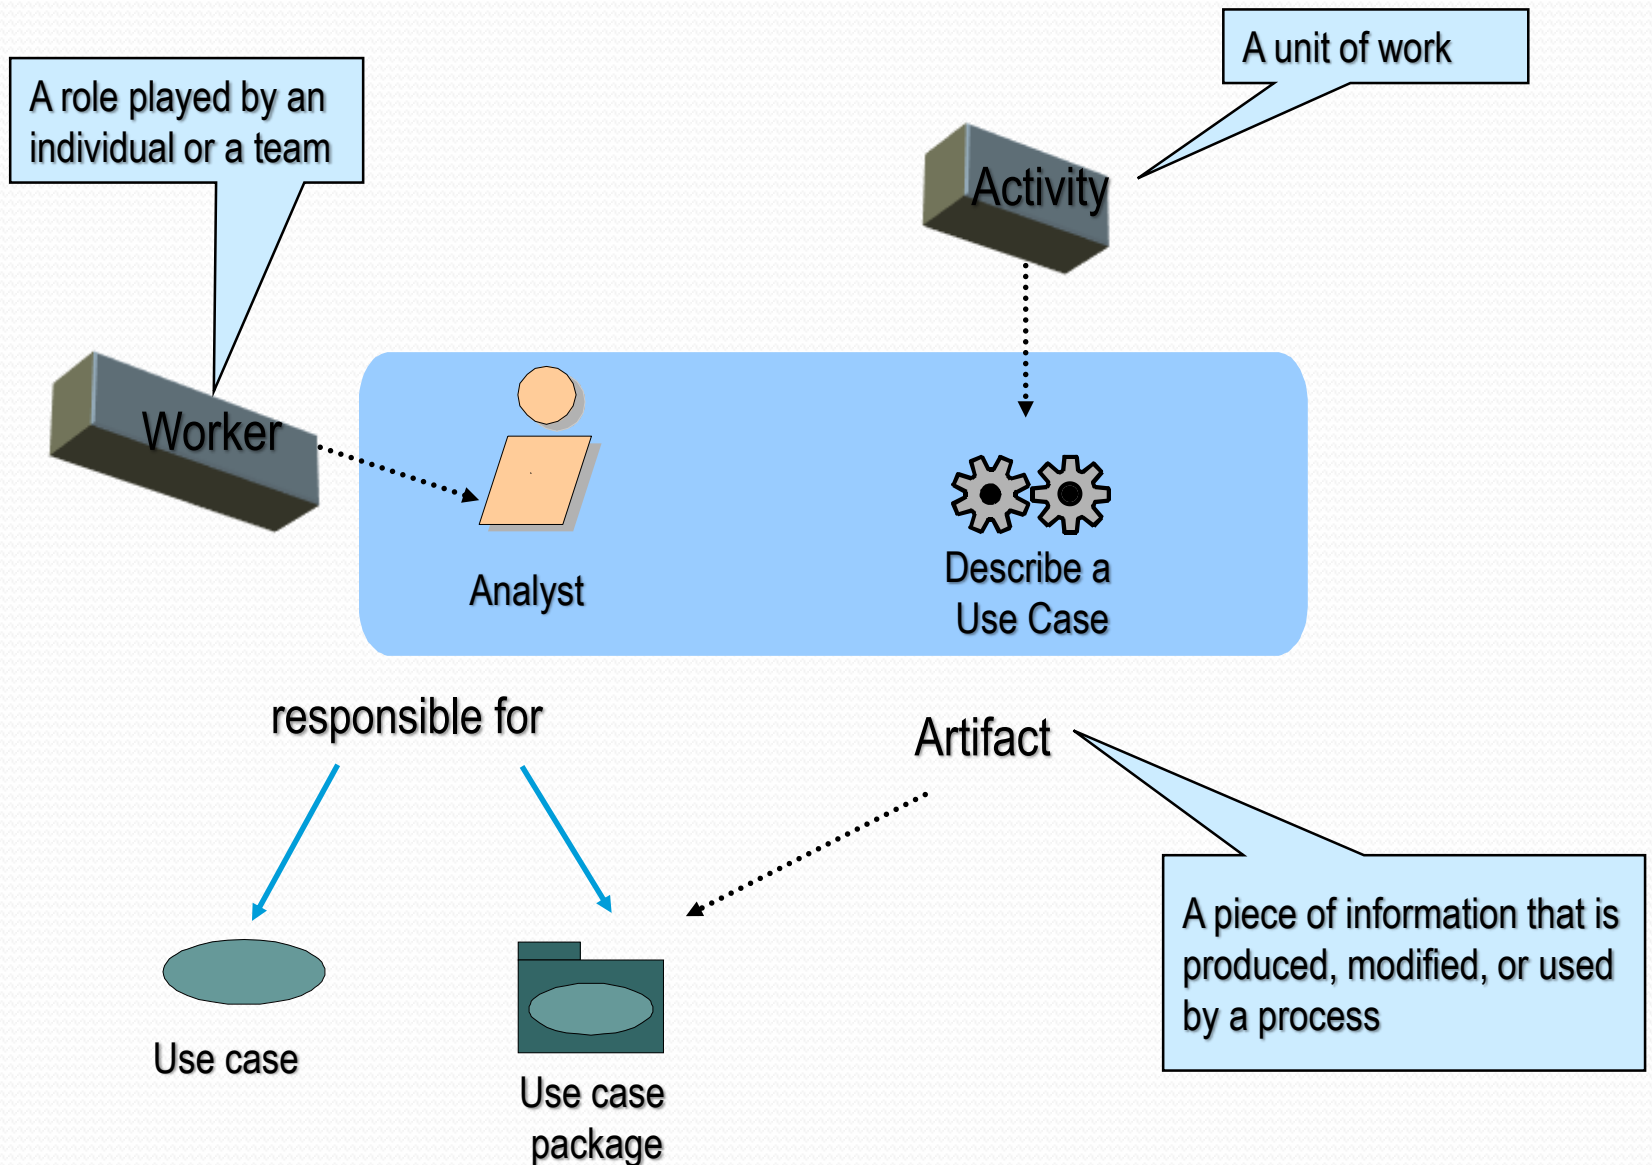 A unit of work
A role played by an
individual or a team
Activity
Worker
Analyst
Describe a
Use Case
responsible for
Artifact
A piece of information that is
produced, modified, or used
by a process
Use case
Use case
package